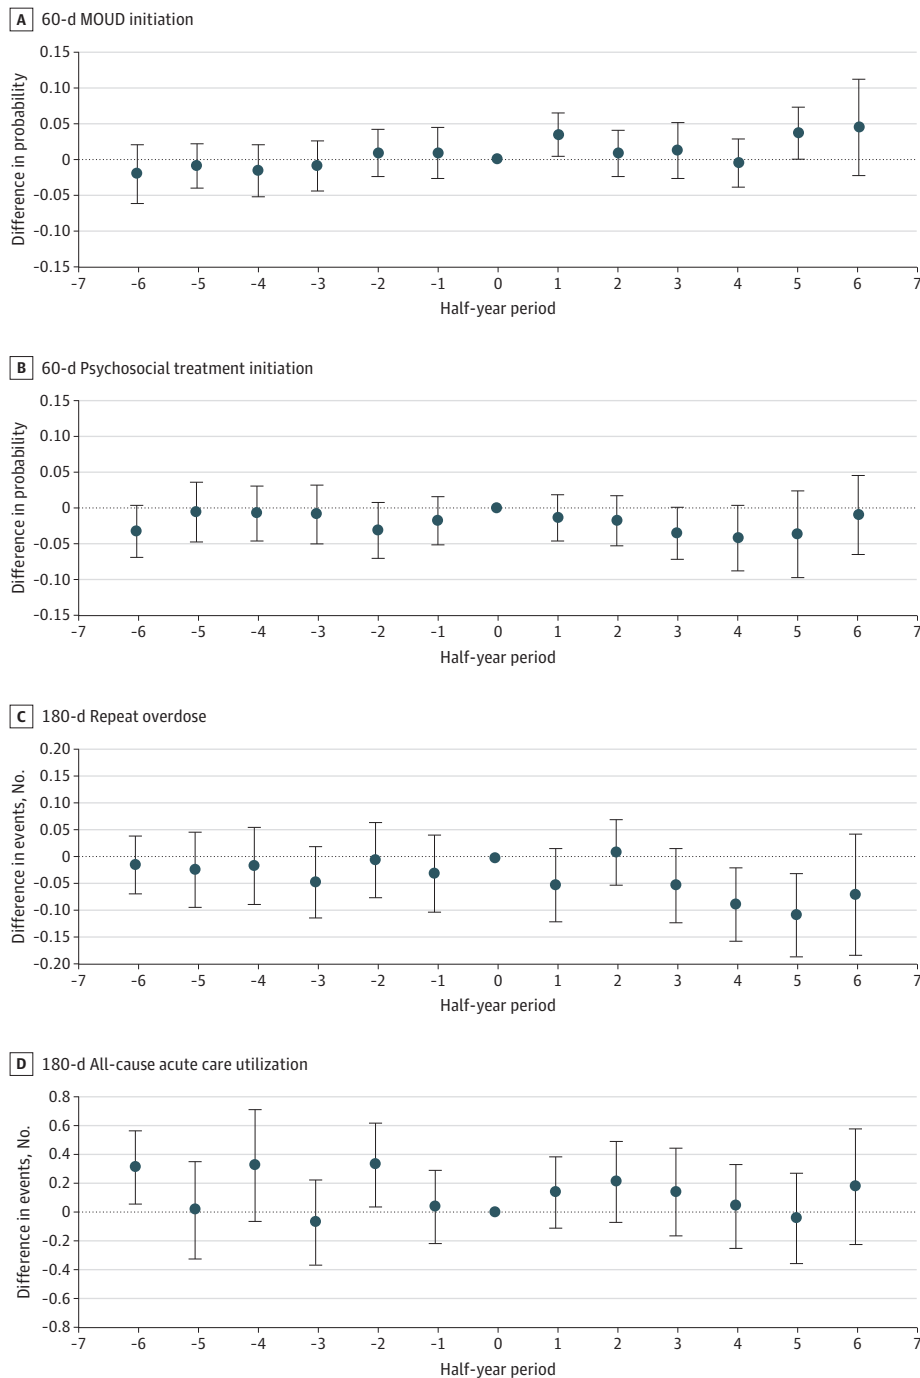 A 60-d MOUD initiation
0.15
0.10
0.05
0
-0.05
-0.10
-0.15
Difference in probability
-7 -6 -5 -4 -3 -2 -1 0 1 2 3 4 5 6 7
Half-year period
B 60-d Psychosocial treatment initiation
0.15
0.10
0.05
0
-0.05
-0.10
-0.15
Difference in probability
-7 -6 -5 -4 -3 -2 -1 0 1 2 3 4 5 6 7
Half-year period
C 180-d Repeat overdose
0.20
0.15
0.10
0.05
0
-0.05
-0.10
-0.15
-0.20
Difference in events, No.
-7 -6 -5 -4 -3 -2 -1 0 1 2 3 4 5 6 7
Half-year period
D 180-d All-cause acute care utilization
0.8
0.6
0.4
0.2
0
-0.2
-0.4
-0.6
-0.8
Difference in events, No.
-7 -6 -5 -4 -3 -2 -1 0 1 2 3 4 5 6 7
Half-year period